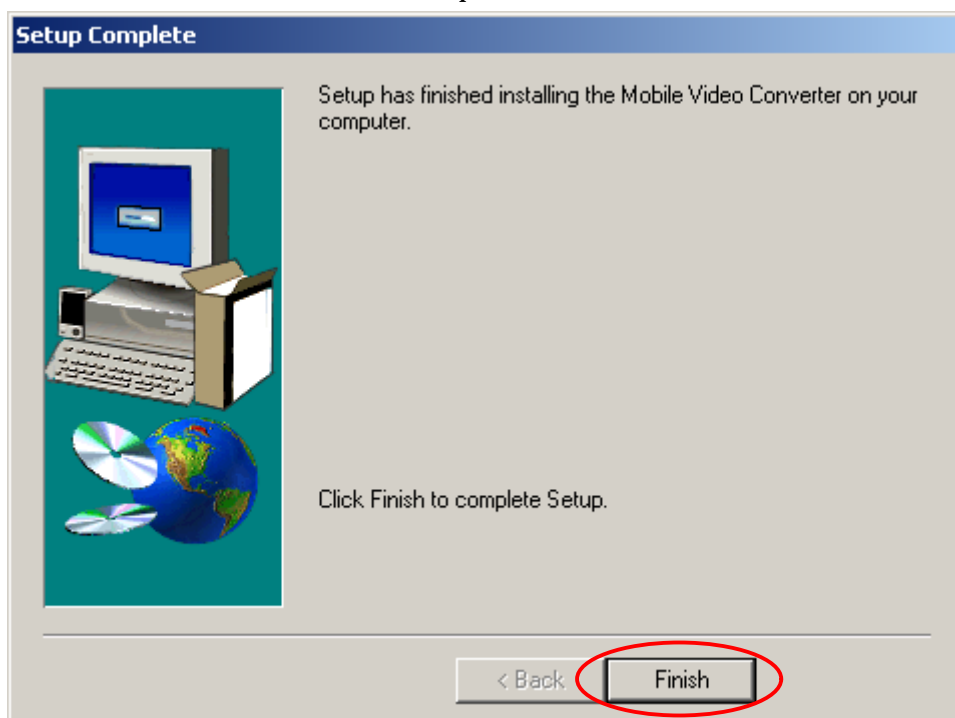 Setup Complete
Setup has finished installing the Mobile Video Converter on your
computer.
Click Finish to complete Setup.
< Back
Finish